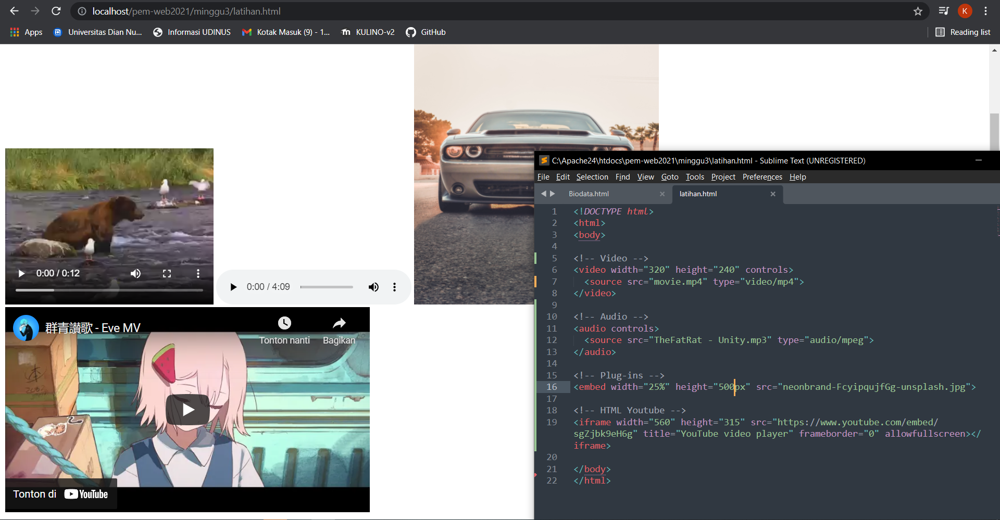 localhost/pem-web2021/minggu3/latihan.html
K
Apps
Universitas Dian Nu...
Informasi UDINUS
Kotak Masuk (9) - 1...
KULINO-v2
GitHub
Reading list
0:00 / 0:12
0:00 / 4:09
群青讃歌 - Eve MV
Tonton nanti
Bagikan
Tonton di YouTube
C:\Apache24\htdocs\pem-web2021\minggu3\latihan.html - Sublime Text (UNREGISTERED)
File Edit Selection Find View Goto Tools Project Preferences Help
Biodata.html
latihan.html
1 <!DOCTYPE html>
2 <html>
3 <body>
4
5 <!-- Video -->
6 <video width="320" height="240" controls>
7 <source src="movie.mp4" type="video/mp4">
8 </video>
9
10 <!-- Audio -->
11 <audio controls>
12 <source src="TheFatRat - Unity.mp3" type="audio/mpeg">
13 </audio>
14
15 <!-- Plug-ins -->
16 <embed width="25%" height="500px" src="neonbrand-FcyipqujfGg-unsplash.jpg">
17
18 <!-- HTML Youtube -->
19 <iframe width="560" height="315" src="https://www.youtube.com/embed/
sgZjbk9eH6g" title="YouTube video player" frameborder="0" allowfullscreen></
iframe>
20
21 </body>
22 </html>